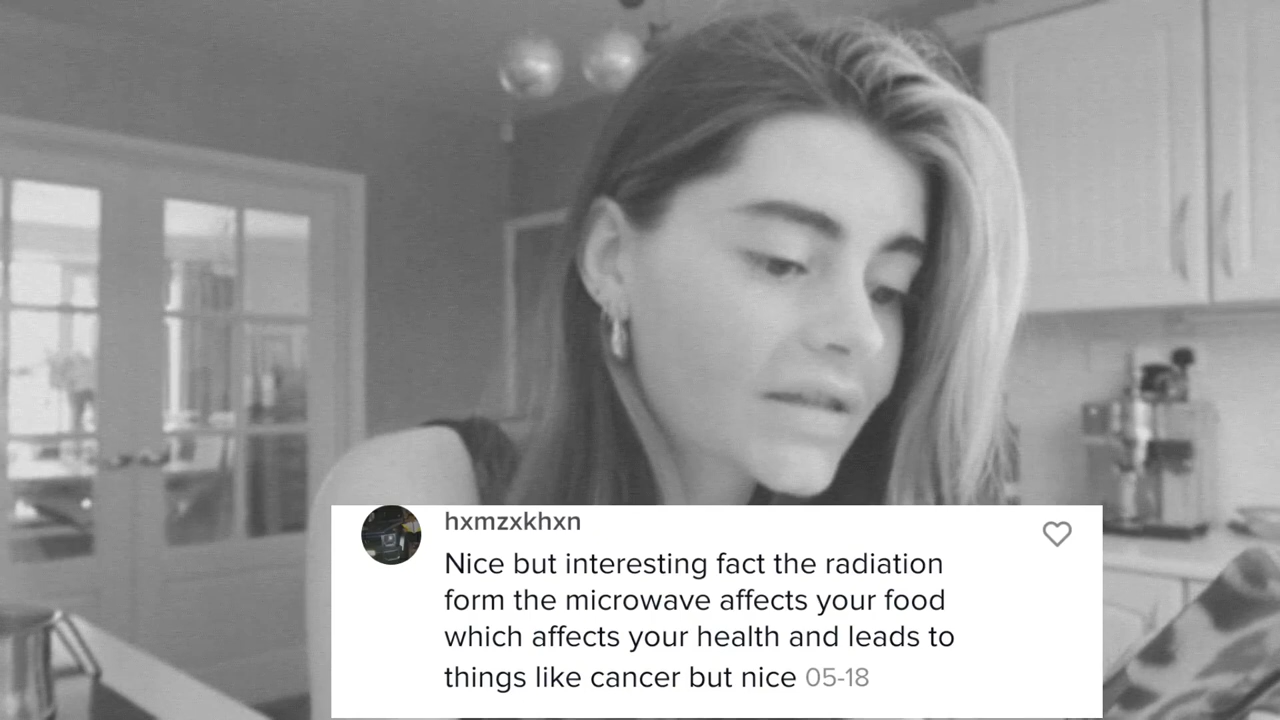 hxmzxkhxn
Nice but interesting fact the radiation
form the microwave affects your food
which affects your health and leads to
things like cancer but nice 05-18